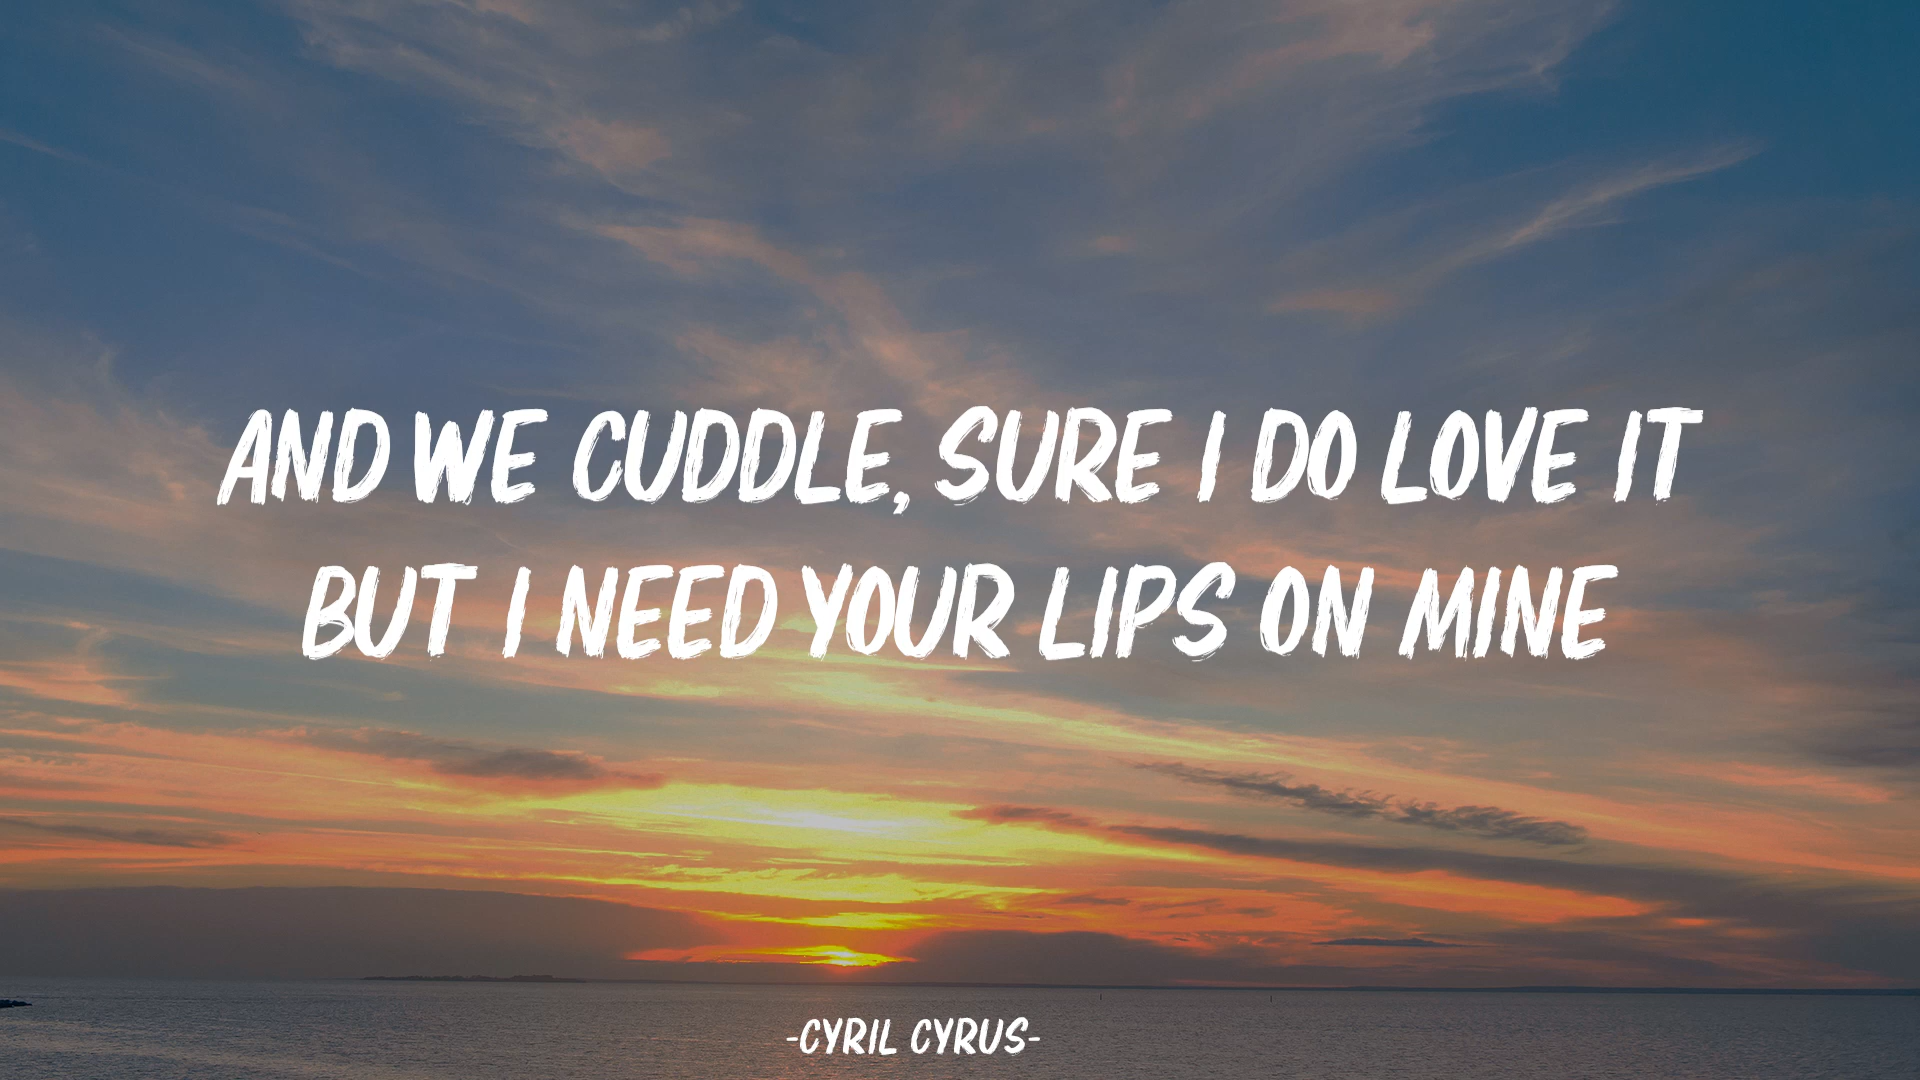 AND WE CUDDLE, SURE I DO LOVE IT
BUT I NEED YOUR LIPS ON MINE
-CYRIL CYRUS-